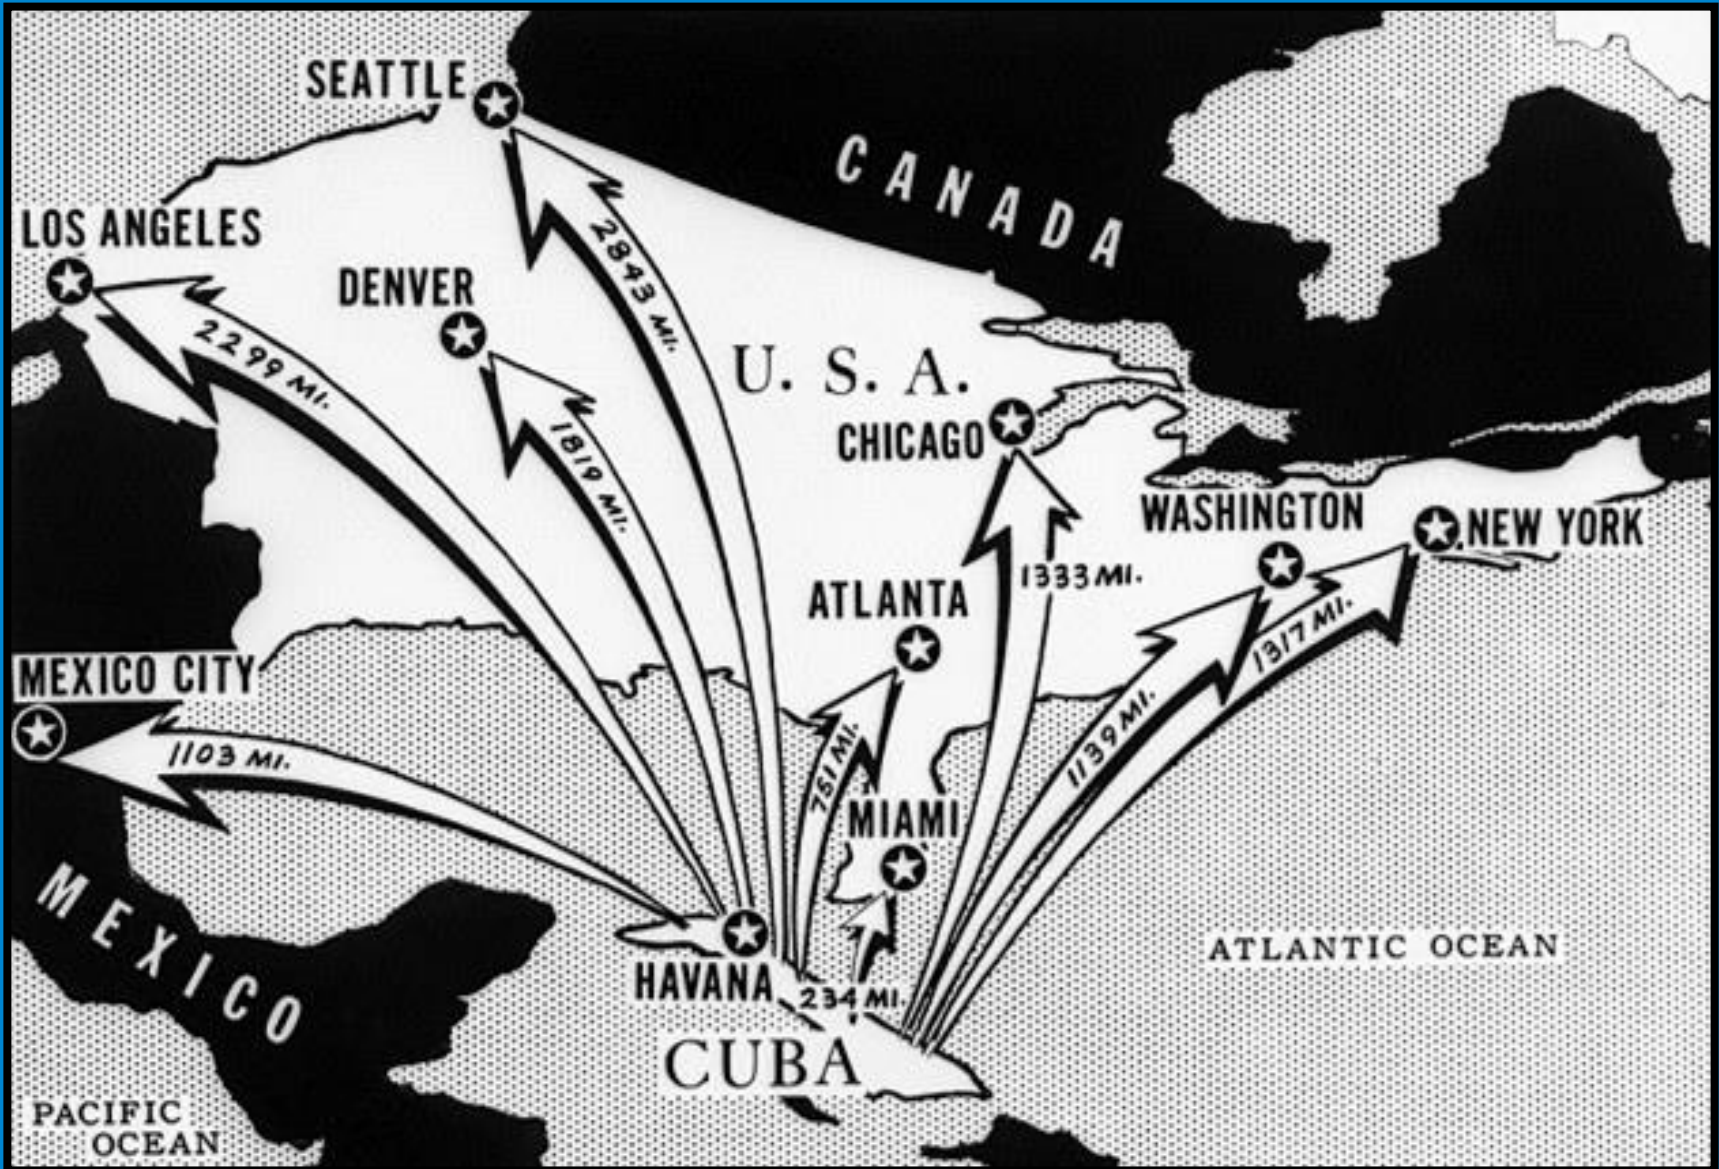 SEATTLE
CANADA
LOS ANGELES
2843 MI.
DENVER
2299 MI.
U. S. A.
CHICAGO
1819 MI.
WASHINGTON
NEW YORK
1333 MI.
ATLANTA
1317 MI.
MEXICO CITY
1139 MI.
1103 MI.
751 MI.
MIAMI
MEXICO
ATLANTIC OCEAN
HAVANA
234 MI.
CUBA
PACIFIC
OCEAN